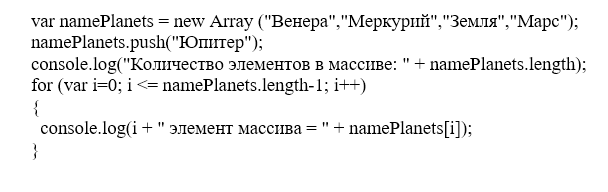 var namePlanets = new Array ("Венера","Меркурий","Земля","Марс");
namePlanets.push("Юпитер");
console.log("Количество элементов в массиве: " + namePlanets.length);
for (var i=0; i <= namePlanets.length-1; i++)
{
console.log(i + " элемент массива = " + namePlanets[i]);
}